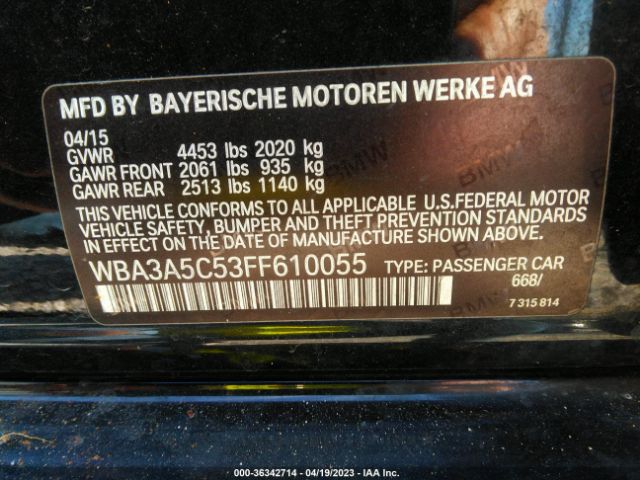 MFD BY BAYERISCHE MOTOREN WERKE AG
04/15
GVWR 4453 lbs 2020 kg
GAWR FRONT 2061 lbs 935 kg
GAWR REAR 2513 lbs 1140 kg
THIS VEHICLE CONFORMS TO ALL APPLICABLE U.S.FEDERAL MOTOR
VEHICLE SAFETY, BUMPER AND THEFT PREVENTION STANDARDS
IN EFFECT ON THE DATE OF MANUFACTURE SHOWN ABOVE.
WBA3A5C53FF610055 TYPE: PASSENGER CAR
668/
7 315 814
BMW
BMW
000-36342714 - 04/19/2023 - IAA Inc.